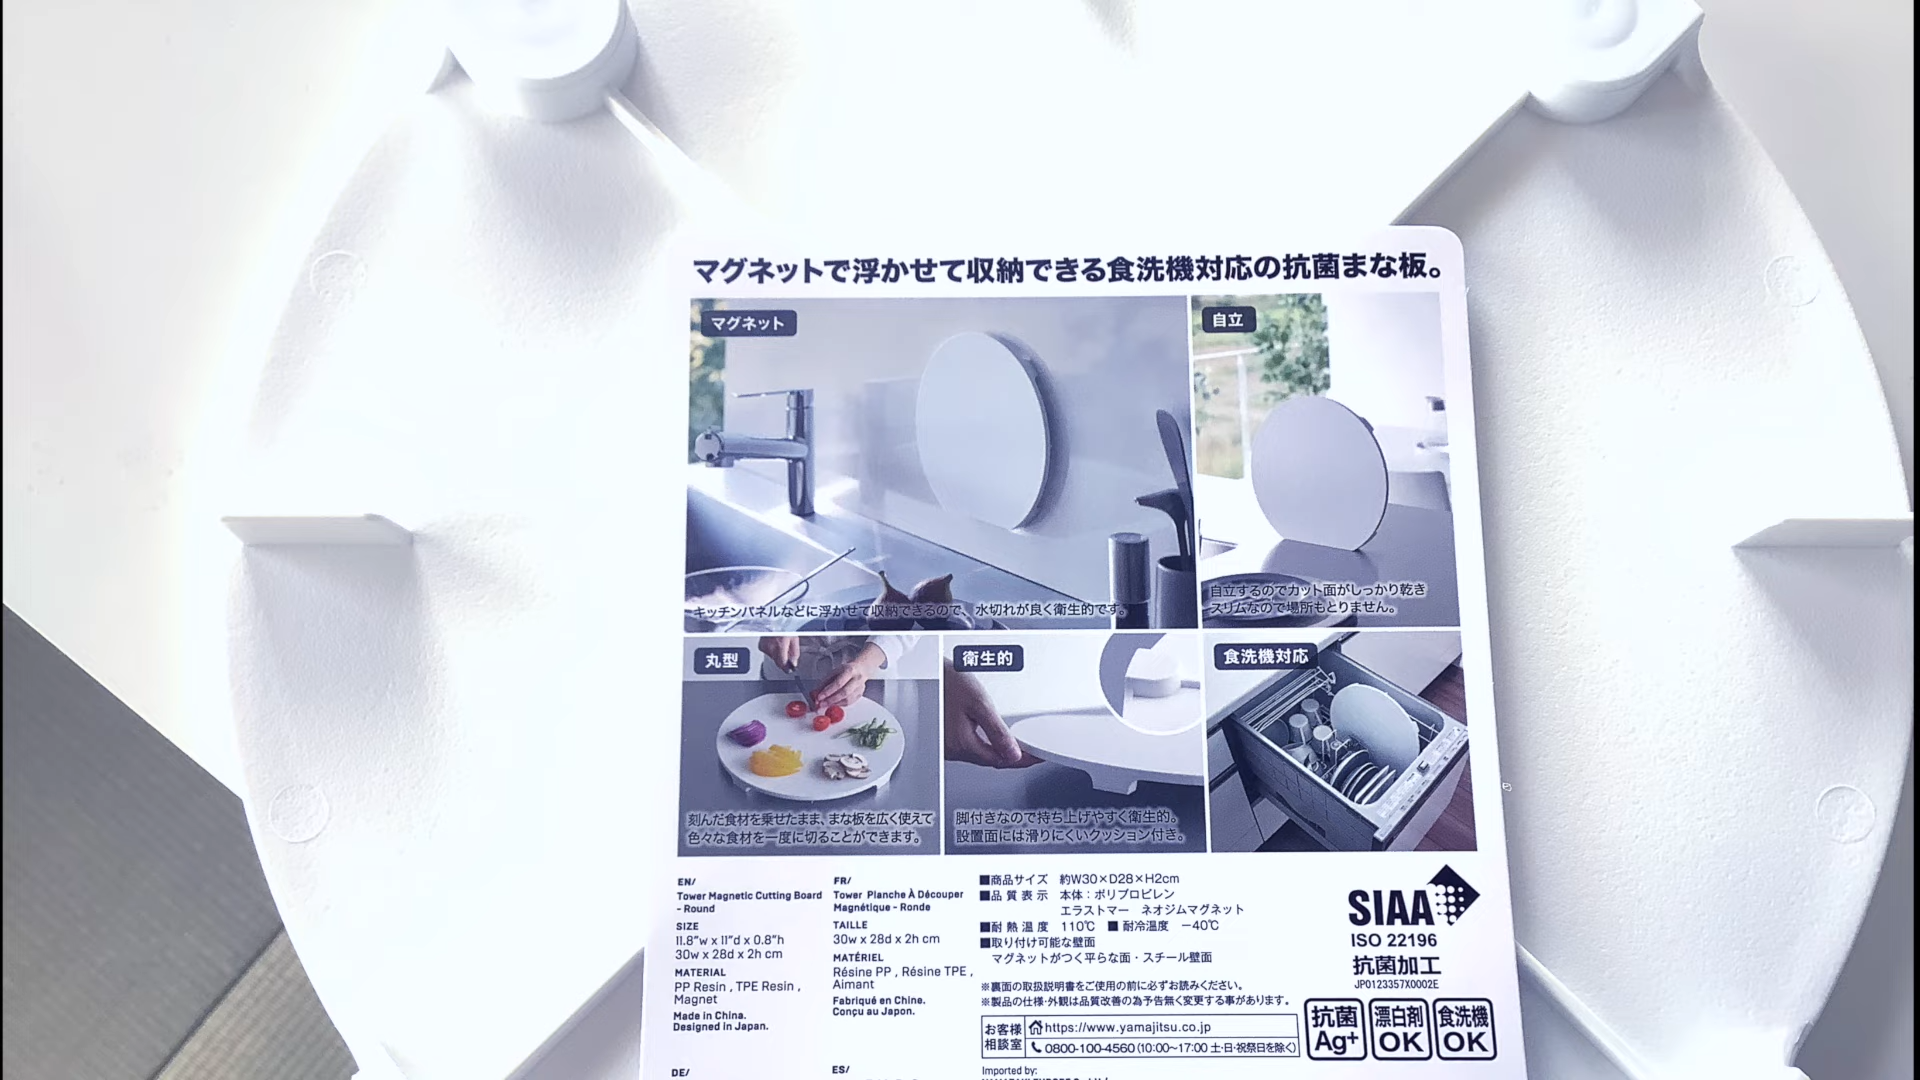 マグネットで浮かせて収納できる食洗機対応の抗菌まな板。
マグネット
キッチンパネルなどに浮かせて収納できるので、水切れが良く衛生的です。
自立
自立するのでカット面がしっかり乾き
スリムなので場所もとりません。
丸型
刻んだ食材を乗せたまま、まな板を広く使えて
色々な食材を一度に切ることができます。
衛生的
脚付きなので持ち上げやすく衛生的。
設置面には滑りにくいクッション付き。
食洗機対応
EN/
Tower Magnetic Cutting Board
- Round
SIZE
11.8"w x 11"d x 0.8"h
30w x 28d x 2h cm
MATERIAL
PP Resin , TPE Resin ,
Magnet
Made in China.
Designed in Japan.
DE/
FR/
Tower Planche À Découper
Magnétique - Ronde
TAILLE
30w x 28d x 2h cm
MATÉRIEL
Résine PP , Résine TPE ,
Aimant
Fabriqué en Chine.
Conçu au Japon.
ES/
■商品サイズ 約W30×D28×H2cm
■品質表示 本体：ポリプロピレン
エラストマー ネオジムマグネット
■耐熱温度 110℃ ■耐冷温度 －40℃
■取り付け可能な壁面
マグネットがつく平らな面・スチール壁面
※裏面の取扱説明書をご使用の前に必ずお読みください。
※製品の仕様・外観は品質改善の為予告無く変更する事があります。
お客様
相談室
https://www.yamajitsu.co.jp
0800-100-4560（10:00～17:00 土・日・祝祭日を除く）
Imported by:
SIAA
ISO 22196
抗菌加工
JP0123357X0002E
抗菌
Ag+
漂白剤
OK
食洗機
OK